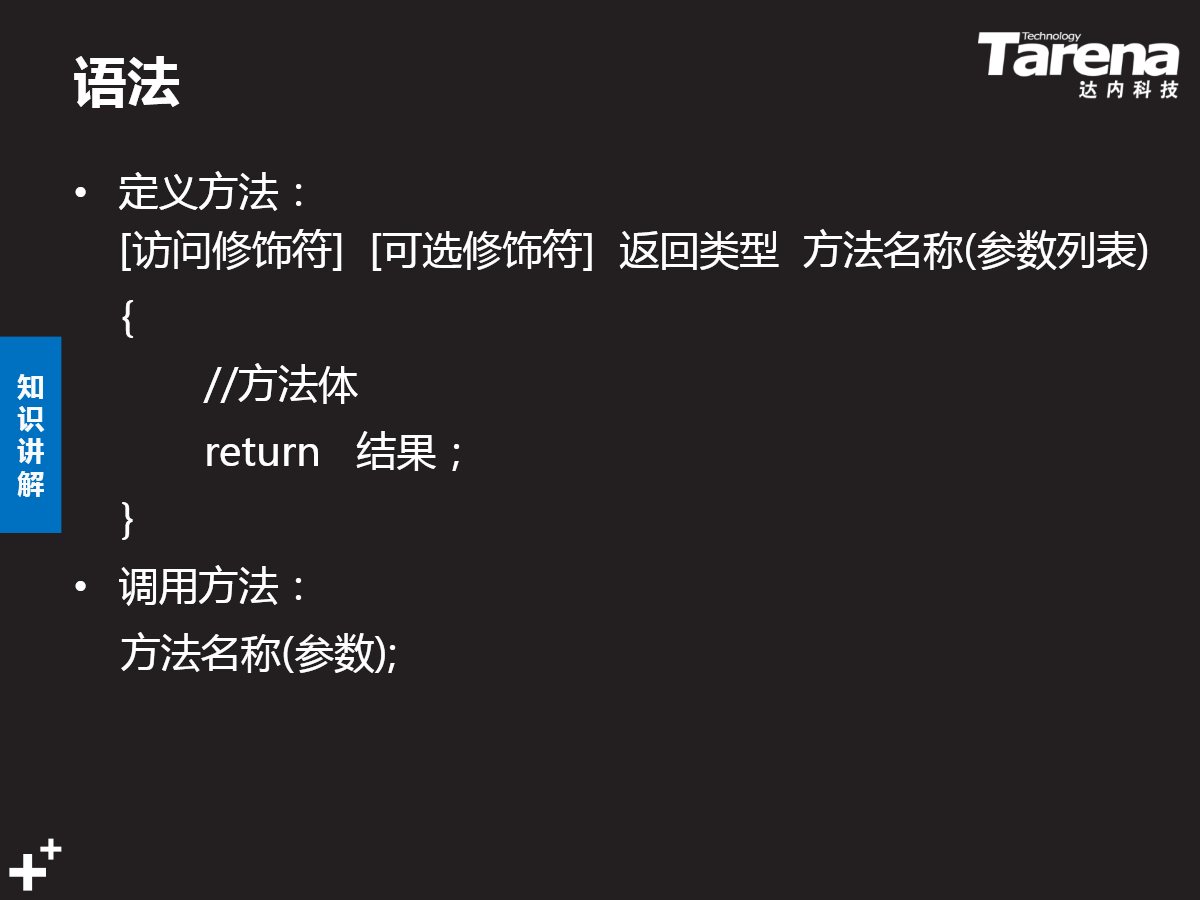 语法
Technology
Tarena
达内科技
• 定义方法：
[访问修饰符] [可选修饰符] 返回类型 方法名称(参数列表)
{
//方法体
return 结果；
}
• 调用方法：
方法名称(参数);
知识讲解